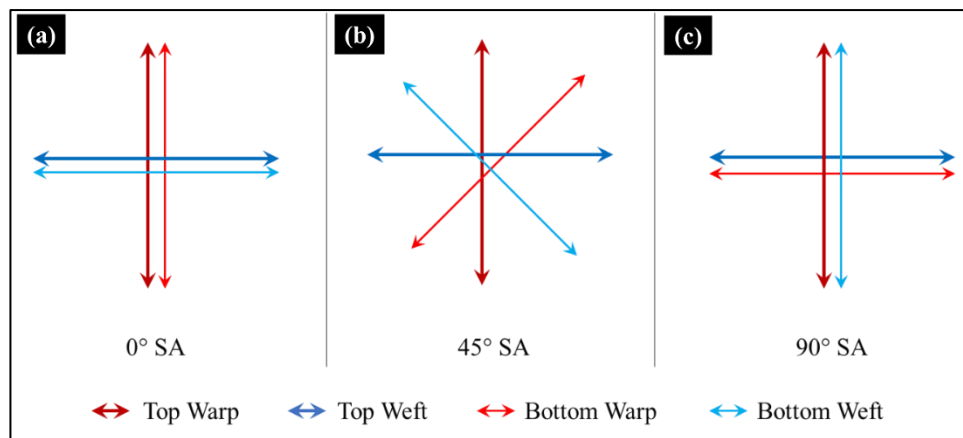 (a) (b) (c)
0° SA 45° SA 90° SA
Top Warp Top Weft Bottom Warp Bottom Weft